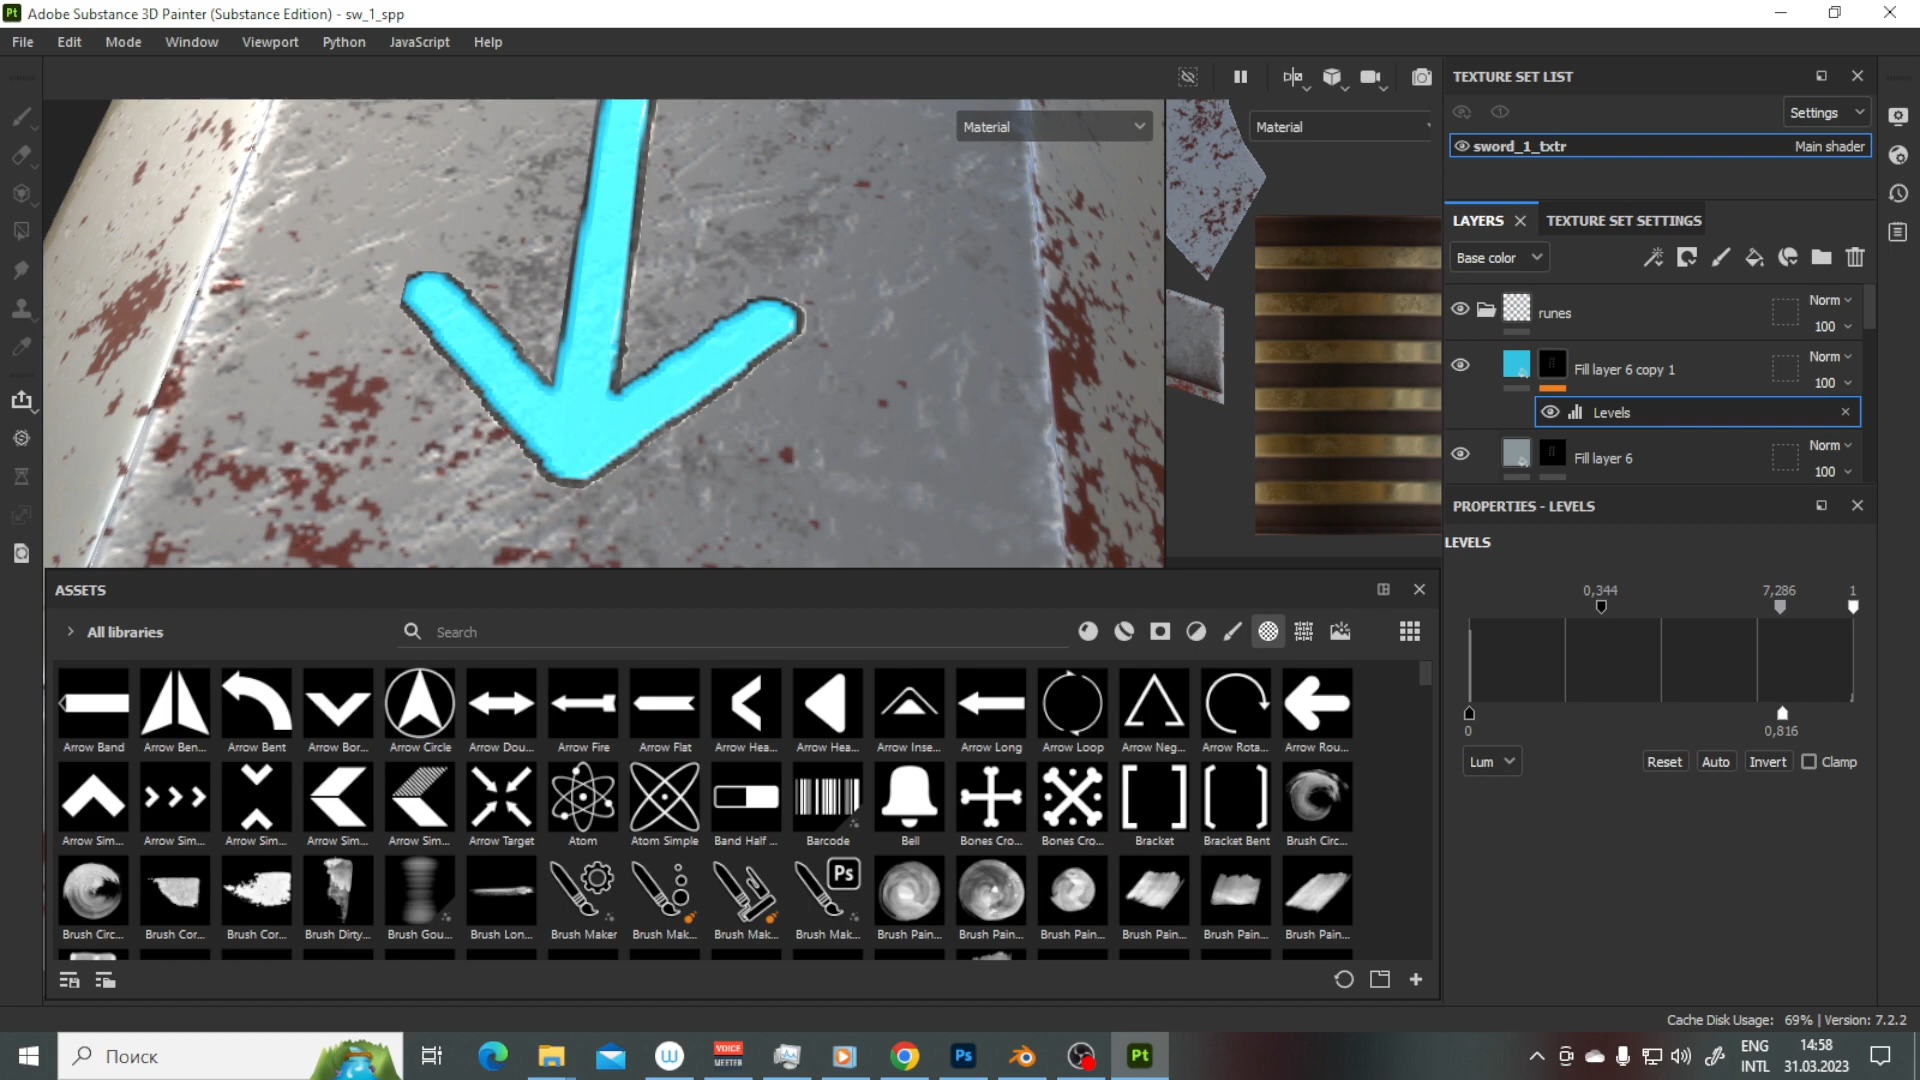 Pt Adobe Substance 3D Painter (Substance Edition) - sw_1_spp
File Edit Mode Window Viewport Python JavaScript Help
Material
Material
TEXTURE SET LIST
Settings
sword_1_txtr Main shader
LAYERS TEXTURE SET SETTINGS
Base color
runes Norm
100
Fill layer 6 copy 1 Norm
100
Levels
Fill layer 6 Norm
100
PROPERTIES - LEVELS
LEVELS
0,344 7,286 1
0 0,816
Lum Reset Auto Invert Clamp
ASSETS
All libraries Search
Arrow Band Arrow Ben... Arrow Bent Arrow Bor... Arrow Circle Arrow Dou... Arrow Fire Arrow Flat Arrow Hea... Arrow Hea... Arrow Inse... Arrow Long Arrow Loop Arrow Neg... Arrow Rota... Arrow Rou...
Arrow Sim... Arrow Sim... Arrow Sim... Arrow Sim... Arrow Sim... Arrow Target Atom Atom Simple Band Half ... Barcode Bell Bones Cro... Bones Cro... Bracket Bracket Bent Brush Circ...
Ps
Brush Circ... Brush Cor... Brush Cor... Brush Dirty... Brush Gou... Brush Lon... Brush Maker Brush Mak... Brush Mak... Brush Mak... Brush Pain... Brush Pain... Brush Pain... Brush Pain... Brush Pain... Brush Pain...
Cache Disk Usage: 69% | Version: 7.2.2
Поиск
VOICE
MEETER
Ps
Pt
ENG
INTL
14:58
31.03.2023